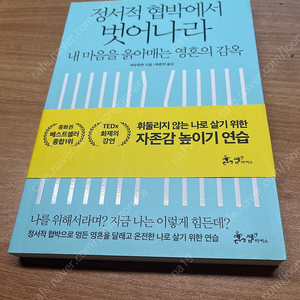 정서적 협박에서
벗어나라
내 마음을 옭아매는 영혼의 감옥
지음
옮김
중화권
베스트셀러
종합 1위
TEDx
화제의
강연
휘둘리지 않는 나로 살기 위한
자존감 높이기 연습
나를 위해서라며? 지금 나는 이렇게 힘든데?
정서적 협박으로 멍든 영혼을 달래고 온전한 나로 살기 위한 연습